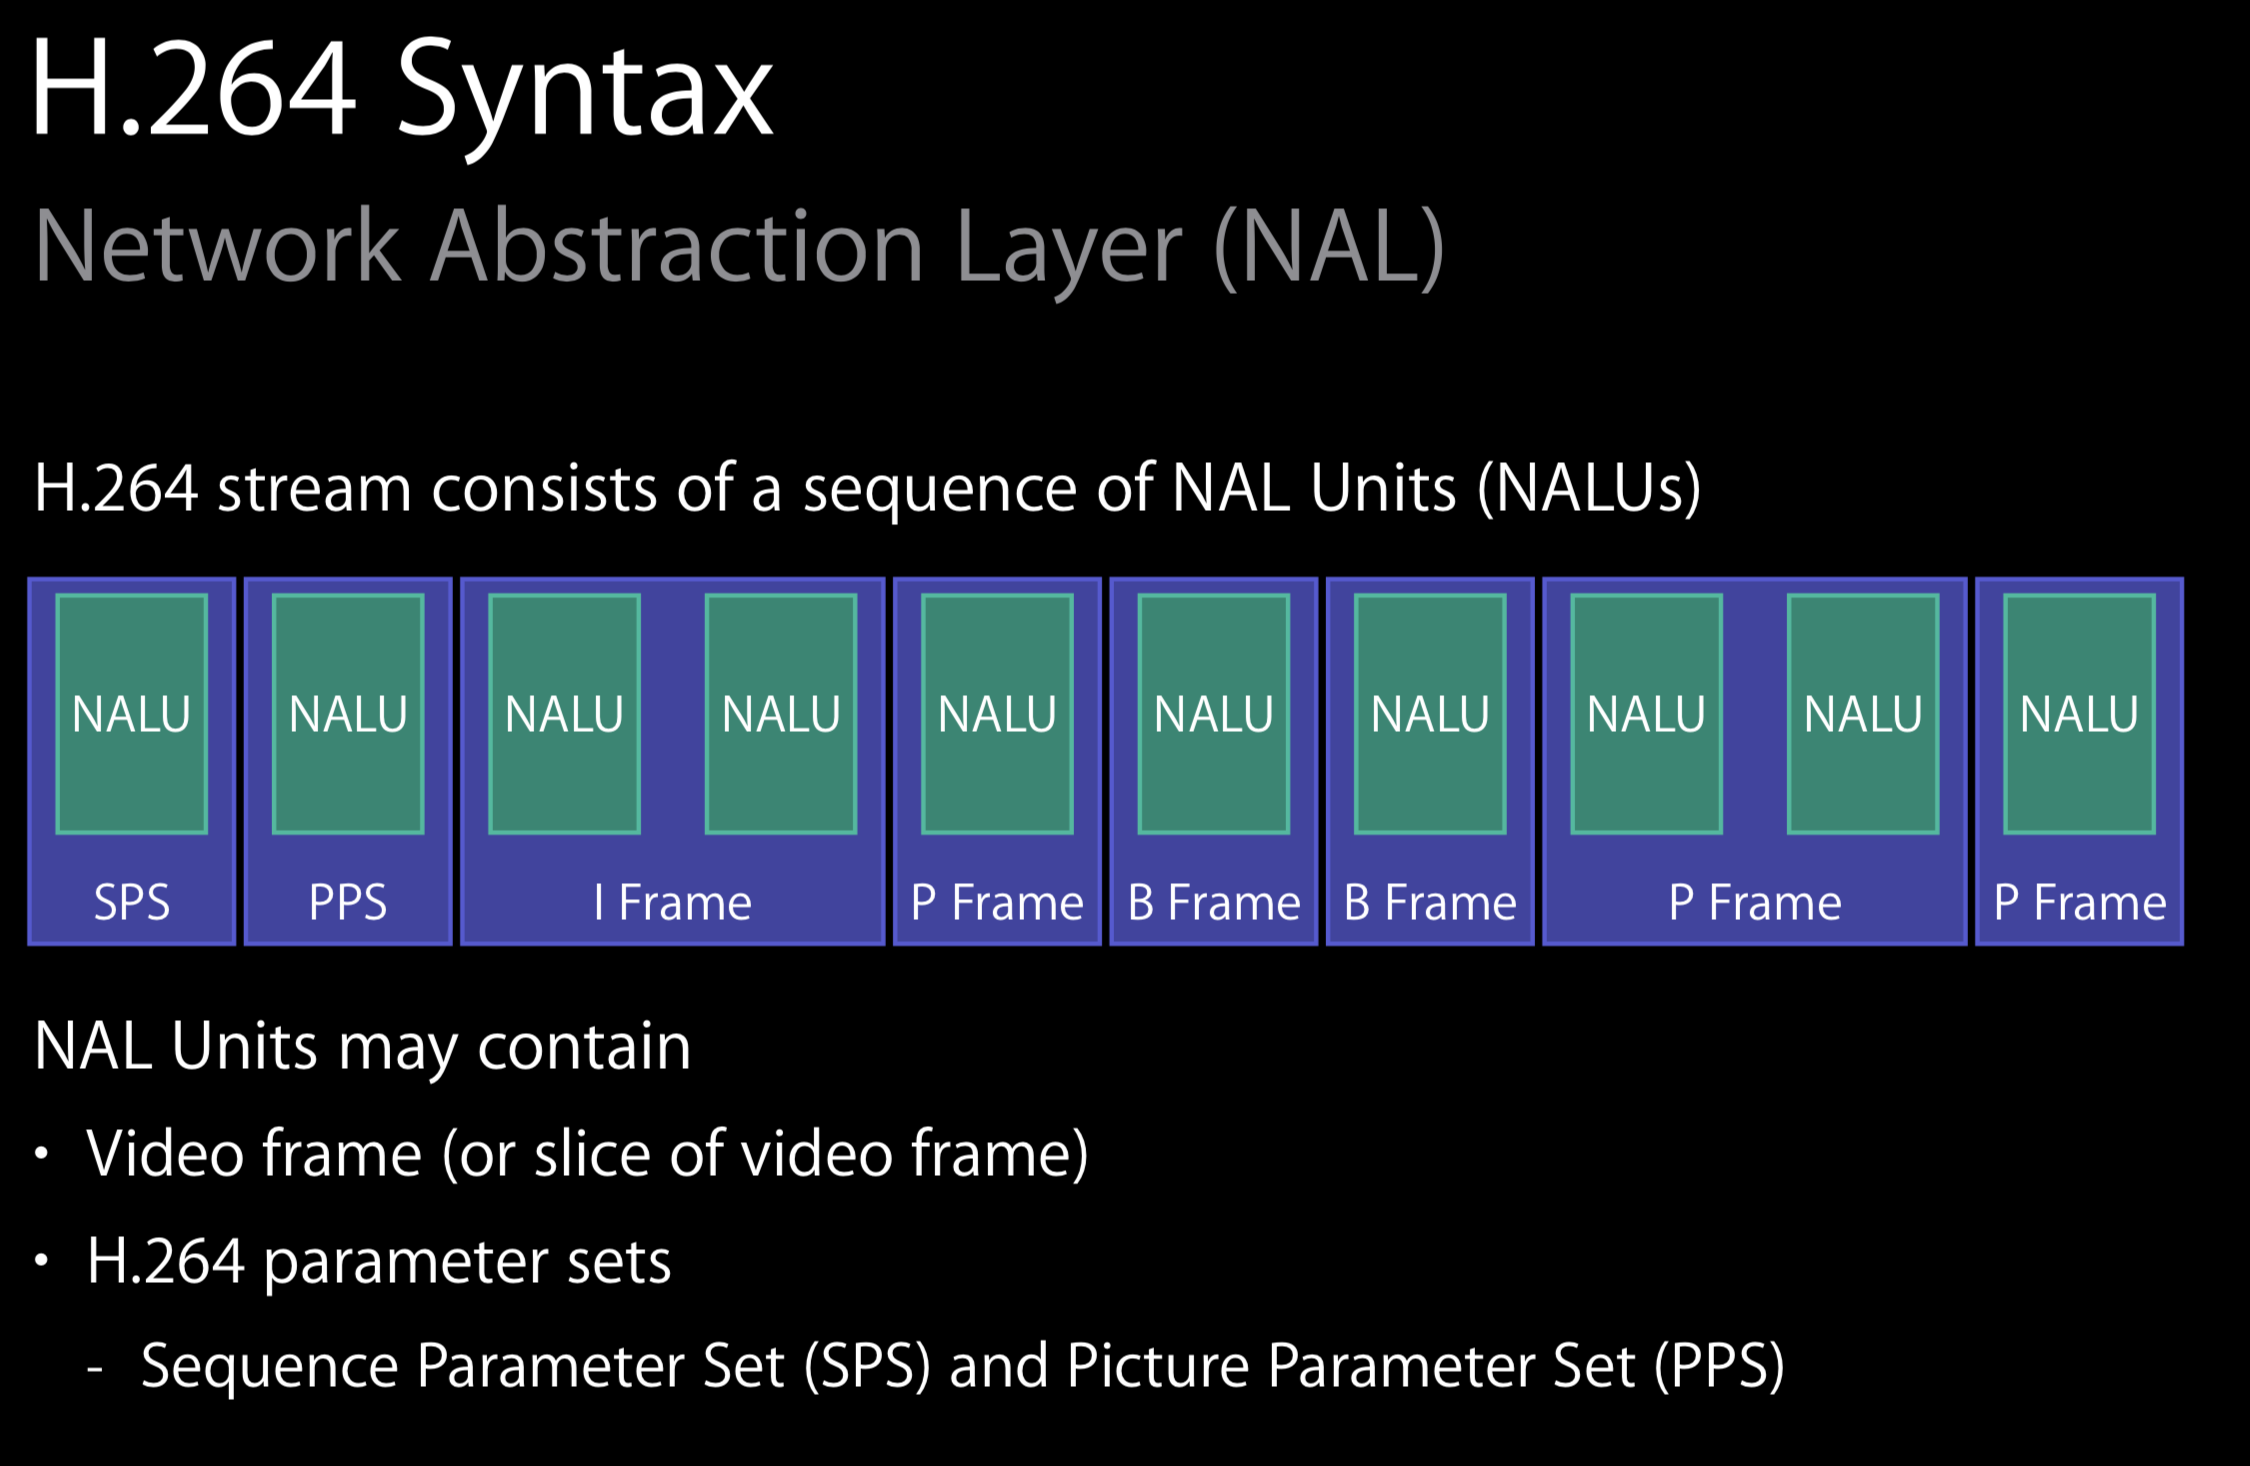 H.264 Syntax
Network Abstraction Layer (NAL)
H.264 stream consists of a sequence of NAL Units (NALUs)
NALU NALU NALU NALU NALU NALU NALU NALU NALU NALU
SPS PPS I Frame P Frame B Frame B Frame P Frame P Frame
NAL Units may contain
• Video frame (or slice of video frame)
• H.264 parameter sets
- Sequence Parameter Set (SPS) and Picture Parameter Set (PPS)